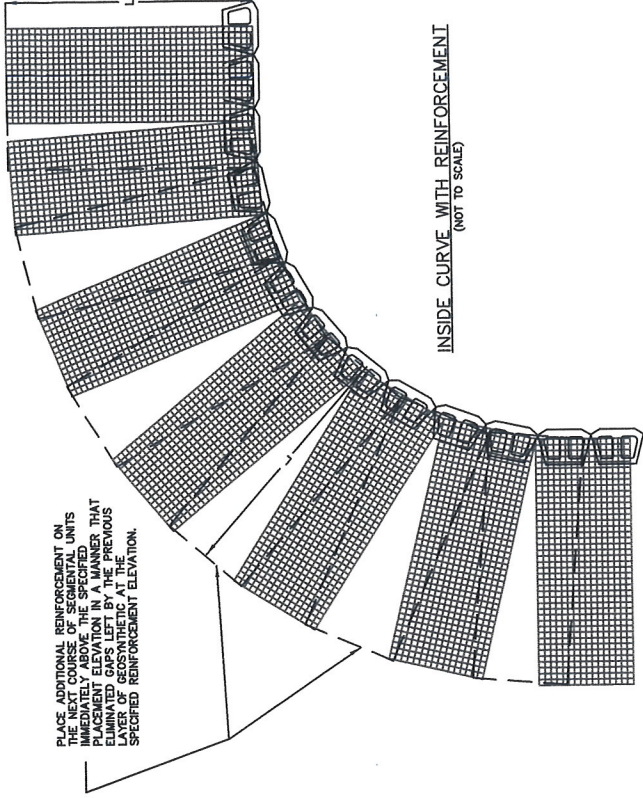 PLACE ADDITIONAL REINFORCEMENT ON
THE NEXT COURSE OF SEGMENTAL UNITS
IMMEDIATELY ABOVE THE SPECIFIED
PLACEMENT ELEVATION IN A MANNER THAT
ELIMINATED GAPS LEFT BY THE PREVIOUS
LAYER OF GEOSYNTHETIC AT THE
SPECIFIED REINFORCEMENT ELEVATION.
L
L
INSIDE CURVE WITH REINFORCEMENT
(NOT TO SCALE)